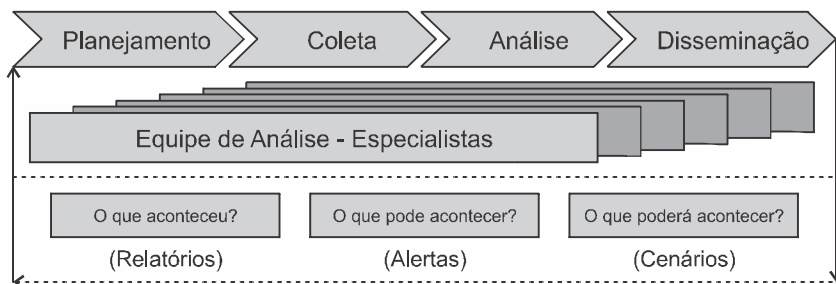 Planejamento
Coleta
Análise
Disseminação
Equipe de Análise - Especialistas
O que aconteceu?
O que pode acontecer?
O que poderá acontecer?
(Relatórios)
(Alertas)
(Cenários)